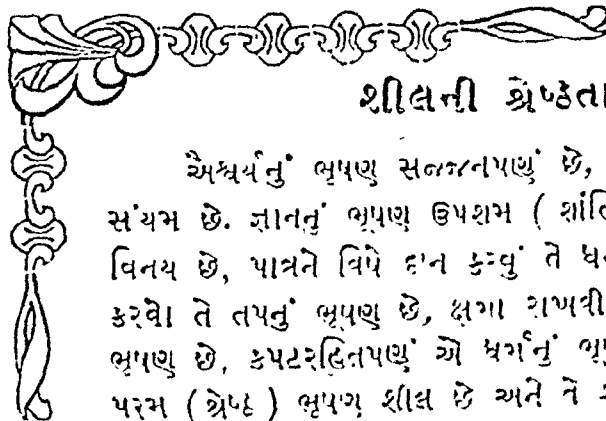 શીલની શ્રેષ્ઠતા
ઐશ્વર્યનું ભૂષણ સજ્જનપણું છે,
સંયમ છે. જ્ઞાનનું ભૂષણ ઉપશમ ( શાંતિ
વિનય છે, પાત્રને વિષે દાન કરવું તે
કરવો તે તપનું ભૂષણ છે, ક્ષમા રાખવી
ભૂષણ છે, કપટરહિતપણું એ ધર્મનું
પરમ ( શ્રેષ્ઠ ) ભૂષણ શીલ છે અને તે